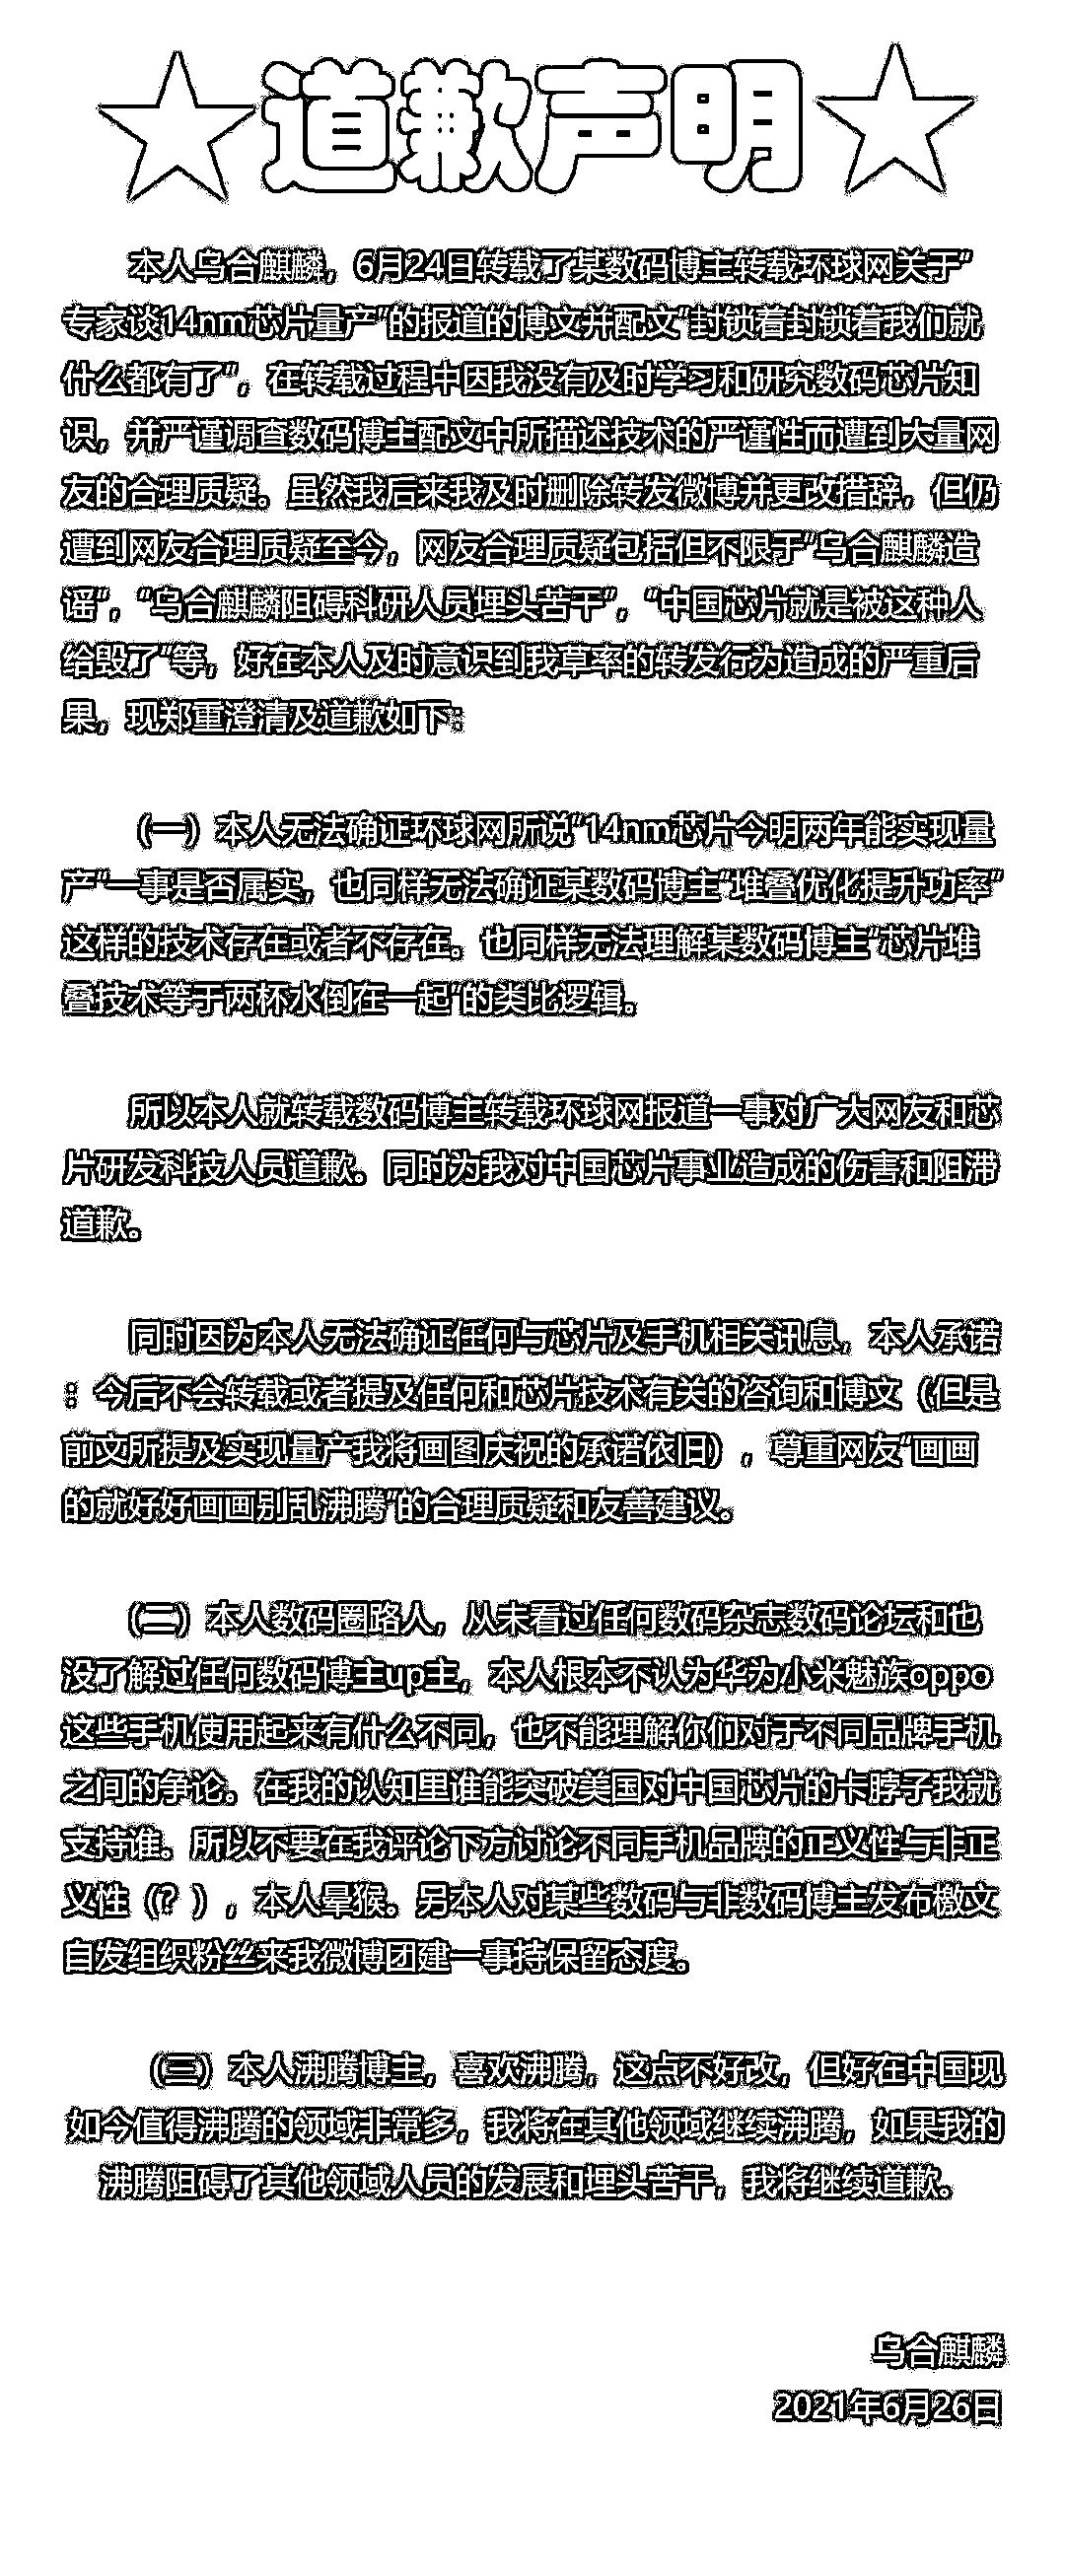 道歉声明
本人乌合麒麟，6月24日转载了某数码博主转载环球网关于“
专家谈14nm芯片量产”的报道的博文并配文“封锁着封锁着我们就
什么都有了”，在转载过程中因我没有及时学习和研究数码芯片知
识，并严谨调查数码博主配文中所描述技术的严谨性而遭到大量网
友的合理质疑。虽然我后来我及时删除转发微博并更改措辞，但仍
遭到网友合理质疑至今，网友合理质疑包括但不限于“乌合麒麟造
谣”，“乌合麒麟阻碍科研人员埋头苦干”，“中国芯片就是被这种人
给毁了”等，好在本人及时意识到我草率的转发行为造成的严重后
果，现郑重澄清及道歉如下：
（一）本人无法确证环球网所说“14nm芯片今明两年能实现量
产”一事是否属实，也同样无法确证某数码博主“堆叠优化提升功率”
这样的技术存在或者不存在。也同样无法理解某数码博主“芯片堆
叠技术等于两杯水倒在一起”的类比逻辑。
所以本人就转载数码博主转载环球网报道一事对广大网友和芯
片研发科技人员道歉。同时为我对中国芯片事业造成的伤害和阻滞
道歉。
同时因为本人无法确证任何与芯片及手机相关讯息，本人承诺
：今后不会转载或者提及任何和芯片技术有关的咨询和博文（但是
前文所提及实现量产我将画图庆祝的承诺依旧），尊重网友“画画
的就好好画画别乱沸腾”的合理质疑和友善建议。
（二）本人数码圈路人，从未看过任何数码杂志数码论坛和也
没了解过任何数码博主up主，本人根本不认为华为小米魅族oppo
这些手机使用起来有什么不同，也不能理解你们对于不同品牌手机
之间的争论。在我的认知里谁能突破美国对中国芯片的卡脖子我就
支持谁。所以不要在我评论下方讨论不同手机品牌的正义性与非正
义性（？），本人晕猴。另本人对某些数码与非数码博主发布檄文
自发组织粉丝来我微博团建一事持保留态度。
（三）本人沸腾博主，喜欢沸腾，这点不好改，但好在中国现
如今值得沸腾的领域非常多，我将在其他领域继续沸腾，如果我的
沸腾阻碍了其他领域人员的发展和埋头苦干，我将继续道歉。
乌合麒麟
2021年6月26日